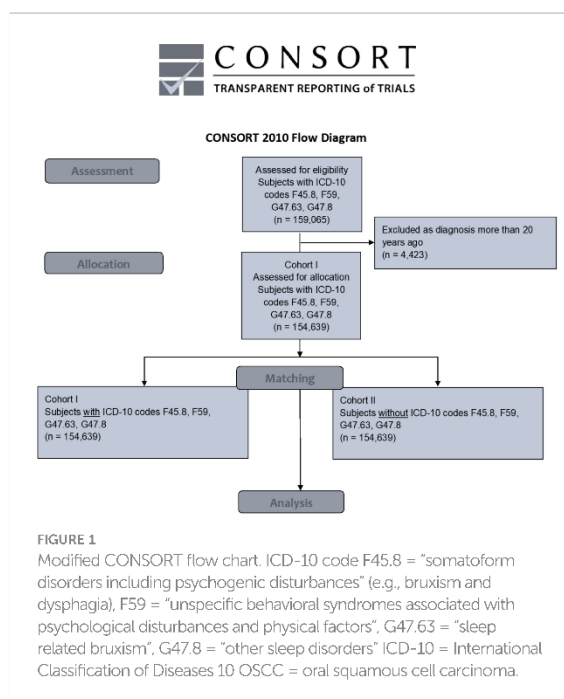 CONSORT
TRANSPARENT REPORTING of TRIALS
CONSORT 2010 Flow Diagram
Assessment
Assessed for eligibility
Subjects with ICD-10
codes F45.8, F59,
G47.63, G47.8
(n = 159,065)
Excluded as diagnosis more than 20
years ago
(n = 4,423)
Allocation
Cohort I
Assessed for allocation
Subjects with ICD-10
codes F45.8, F59,
G47.63, G47.8
(n = 154,639)
Matching
Cohort I
Subjects with ICD-10 codes F45.8, F59,
G47.63, G47.8
(n = 154,639)
Cohort II
Subjects without ICD-10 codes F45.8, F59,
G47.63, G47.8
(n = 154,639)
Analysis
FIGURE 1
Modified CONSORT flow chart. ICD-10 code F45.8 = “somatoform
disorders including psychogenic disturbances” (e.g., bruxism and
dysphagia), F59 = “unspecific behavioral syndromes associated with
psychological disturbances and physical factors”, G47.63 = “sleep
related bruxism”, G47.8 = “other sleep disorders” ICD-10 = International
Classification of Diseases 10 OSCC = oral squamous cell carcinoma.